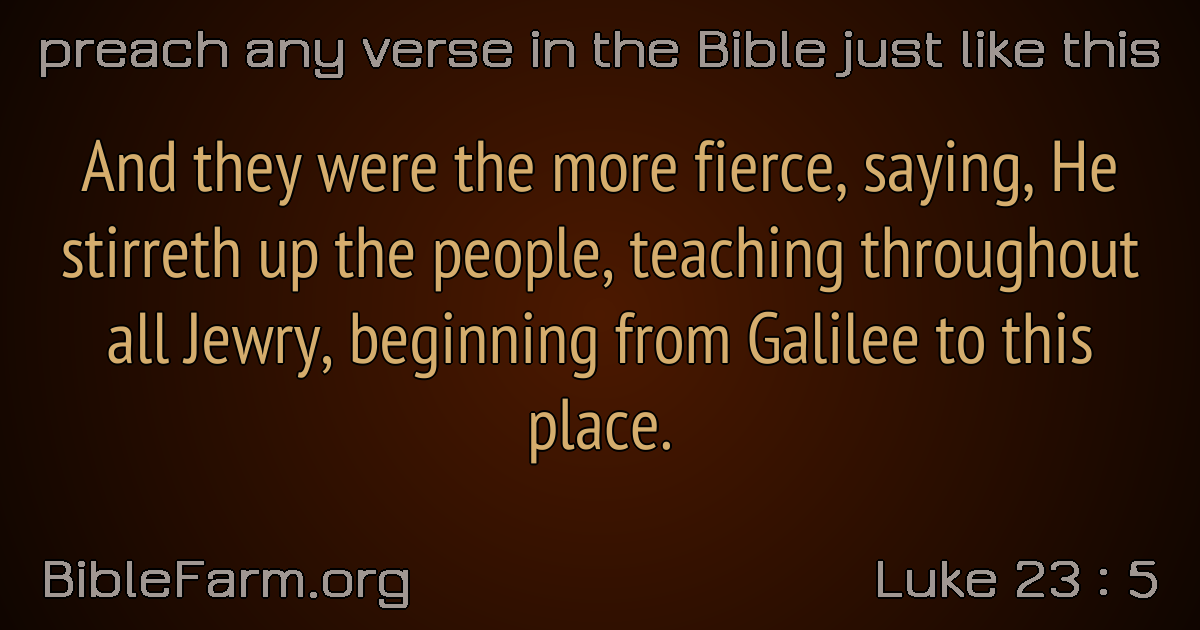 preach any verse in the Bible just like this
And they were the more fierce, saying, He
stirreth up the people, teaching throughout
all Jewry, beginning from Galilee to this
place.
BibleFarm.org
Luke 23 : 5